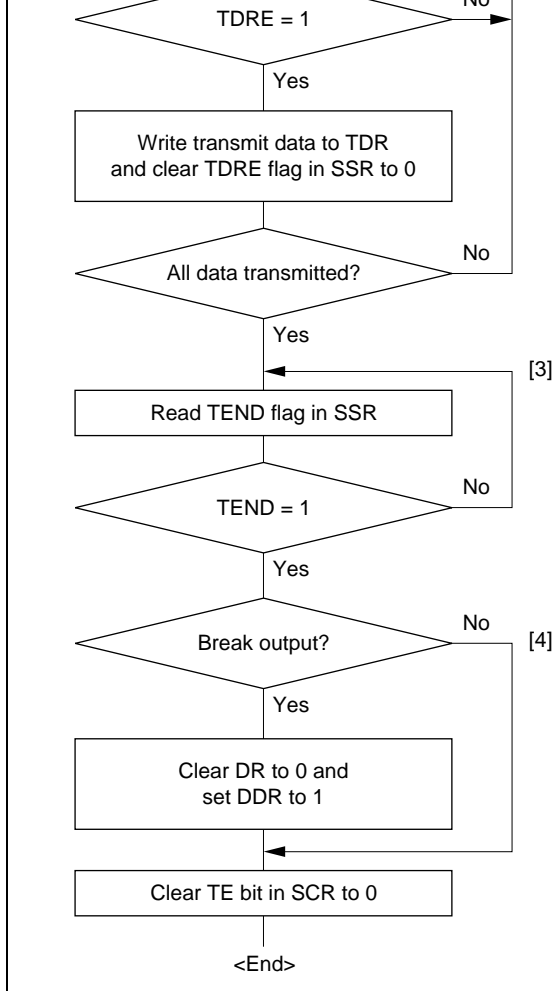 No
TDRE = 1
Yes
Write transmit data to TDR
and clear TDRE flag in SSR to 0
No
All data transmitted?
Yes
[3]
Read TEND flag in SSR
No
TEND = 1
Yes
No
[4]
Break output?
Yes
Clear DR to 0 and
set DDR to 1
Clear TE bit in SCR to 0
<End>